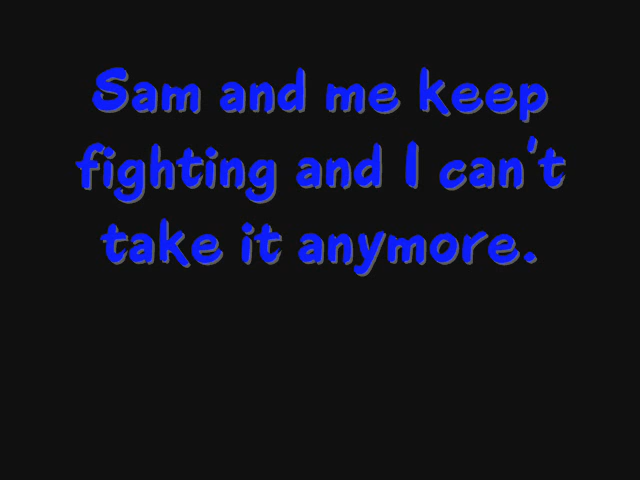 Sam and me keep
fighting and I can't
take it anymore.